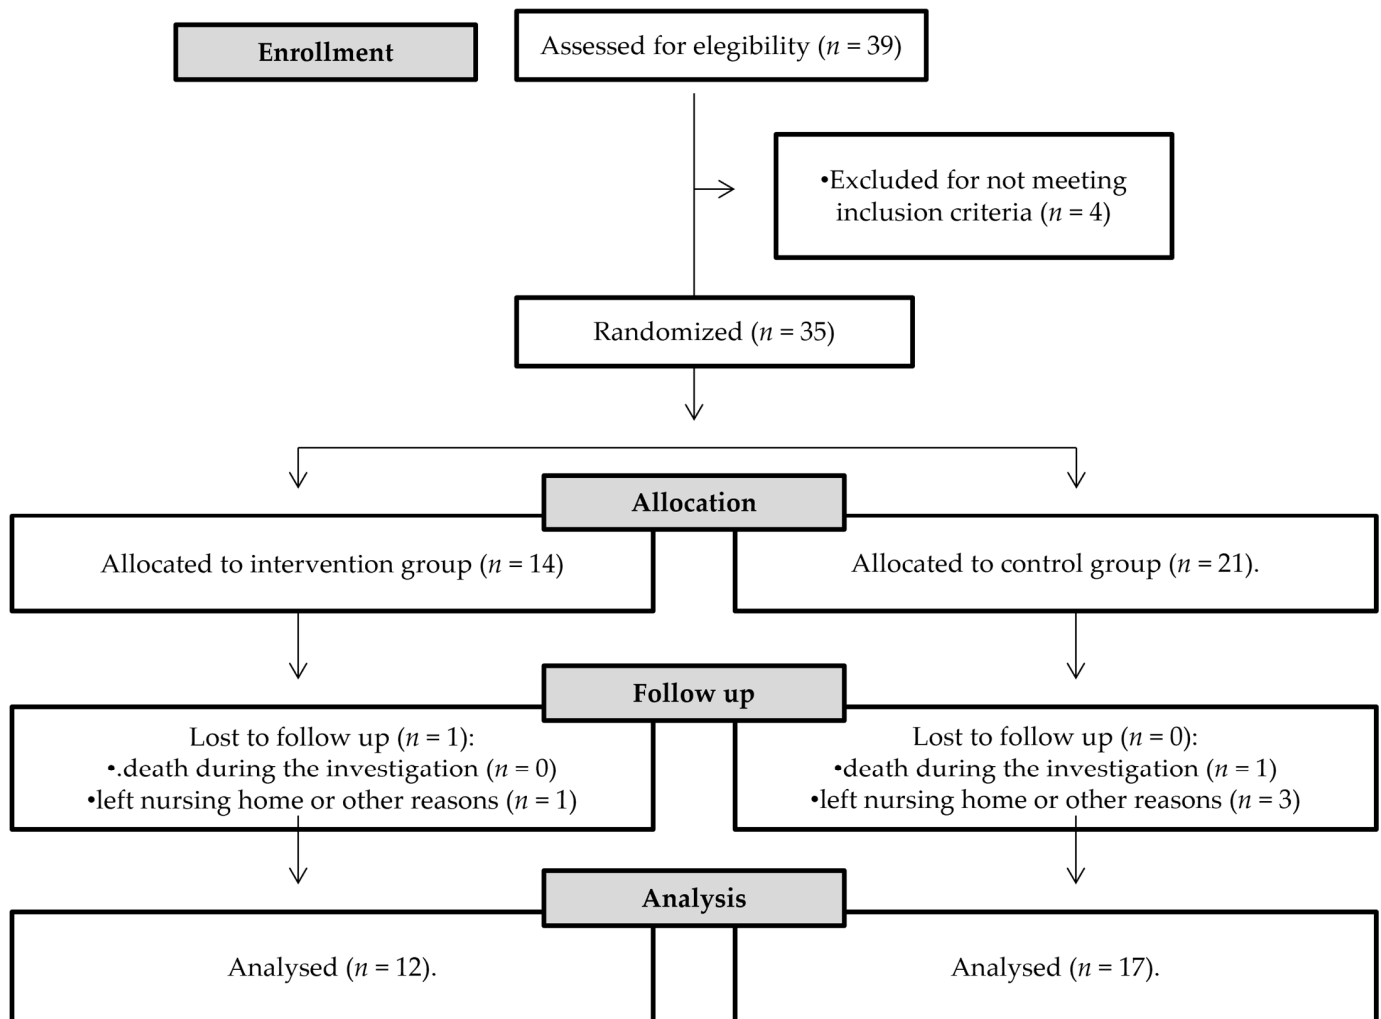 Enrollment
Assessed for elegibility (n = 39)
•Excluded for not meeting
inclusion criteria (n = 4)
Randomized (n = 35)
Allocation
Allocated to intervention group (n = 14)
Allocated to control group (n = 21).
Follow up
Lost to follow up (n = 1):
•.death during the investigation (n = 0)
•left nursing home or other reasons (n = 1)
Lost to follow up (n = 0):
•death during the investigation (n = 1)
•left nursing home or other reasons (n = 3)
Analysis
Analysed (n = 12).
Analysed (n = 17).